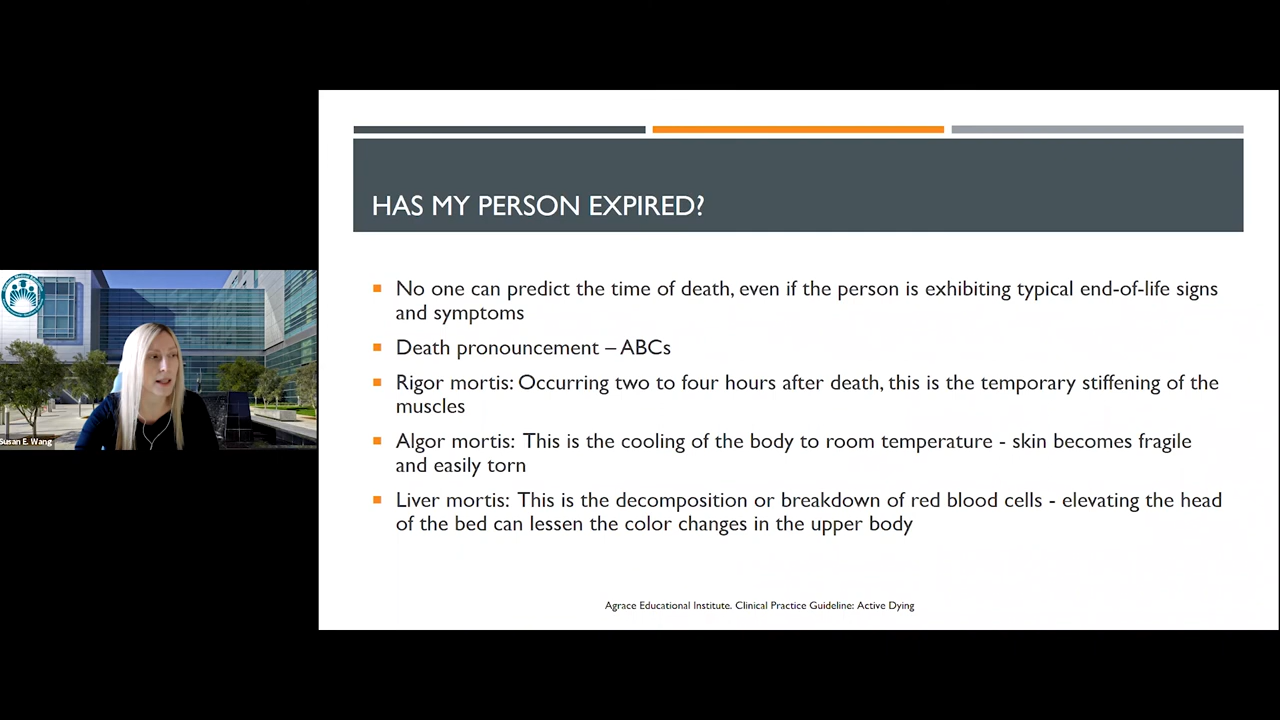 HAS MY PERSON EXPIRED?
No one can predict the time of death, even if the person is exhibiting typical end-of-life signs
and symptoms
Death pronouncement – ABCs
Rigor mortis: Occurring two to four hours after death, this is the temporary stiffening of the
muscles
Algor mortis: This is the cooling of the body to room temperature - skin becomes fragile
and easily torn
Liver mortis: This is the decomposition or breakdown of red blood cells - elevating the head
of the bed can lessen the color changes in the upper body
Agrace Educational Institute. Clinical Practice Guideline: Active Dying
Susan E. Wang